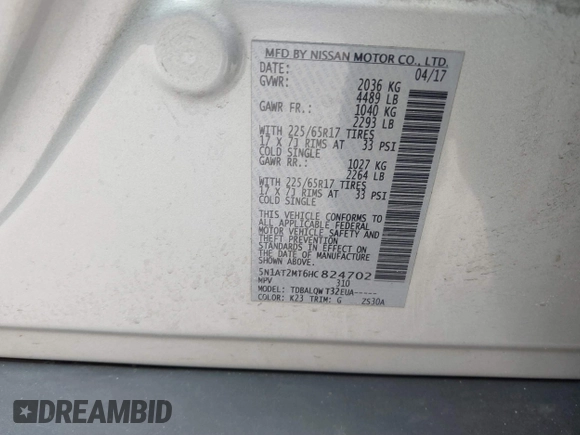 MFD BY NISSAN MOTOR CO., LTD.
DATE: 04/17
GVWR: 2036 KG
4489 LB
GAWR FR.: 1040 KG
2293 LB
WITH 225/65R17 TIRES
17 X 7J RIMS AT 33 PSI
COLD SINGLE
GAWR RR.: 1027 KG
2264 LB
WITH 225/65R17 TIRES
17 X 7J RIMS AT 33 PSI
COLD SINGLE
THIS VEHICLE CONFORMS TO
ALL APPLICABLE FEDERAL
MOTOR VEHICLE SAFETY AND
THEFT PREVENTION
STANDARDS IN EFFECT ON
THE DATE OF MANUFACTURE
SHOWN ABOVE.
5N1AT2MT6HC824702
MPV 310
MODEL: TDBALQWT32EUA-----
COLOR: K23 TRIM: G 2S30A
DREAMBID